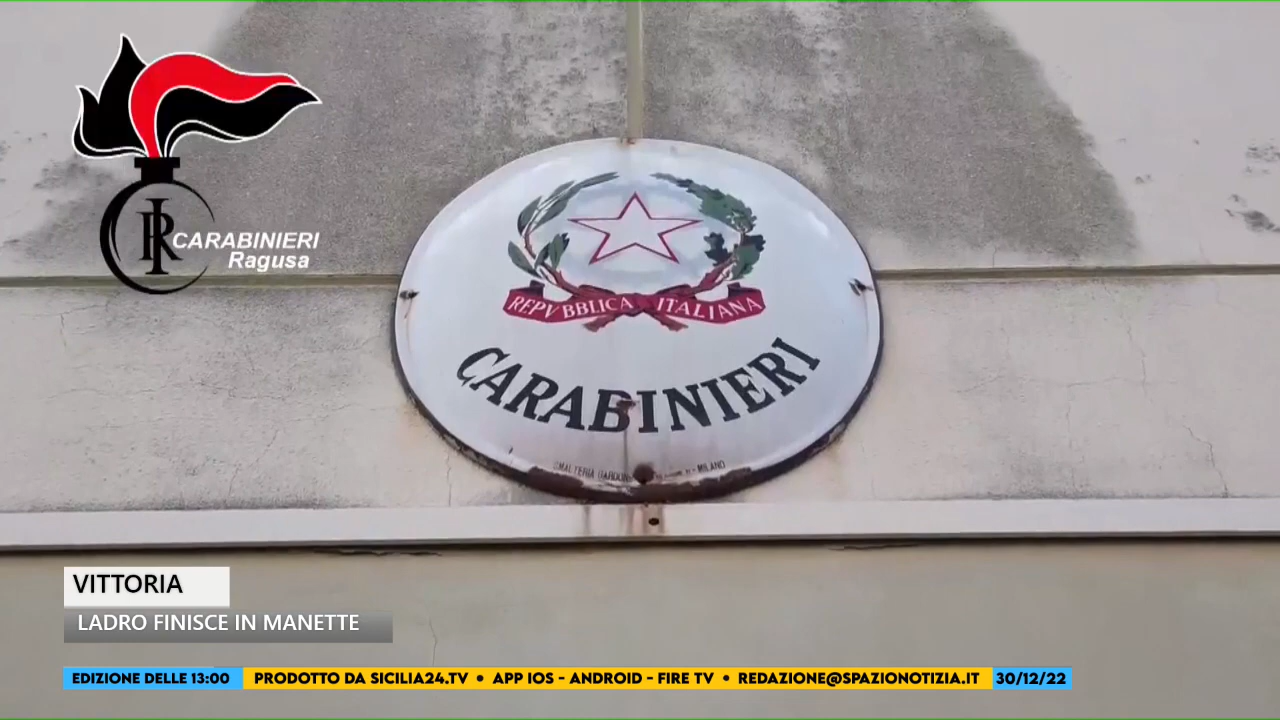 CARABINIERI
Ragusa
REPVBBLICA ITALIANA
CARABINIERI
MILANO
VITTORIA
LADRO FINISCE IN MANETTE
EDIZIONE DELLE 13:00 PRODOTTO DA SICILIA24.TV • APP IOS - ANDROID - FIRE TV • REDAZIONE@SPAZIONOTIZIA.IT 30/12/22